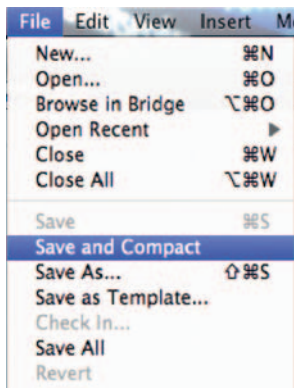 File Edit View Insert M
New... ⌘N
Open... ⌘O
Browse in Bridge ⌥⌘O
Open Recent ▶
Close ⌘W
Close All ⌥⌘W
Save ⌘S
Save and Compact
Save As... ⇧⌘S
Save as Template...
Check In...
Save All
Revert